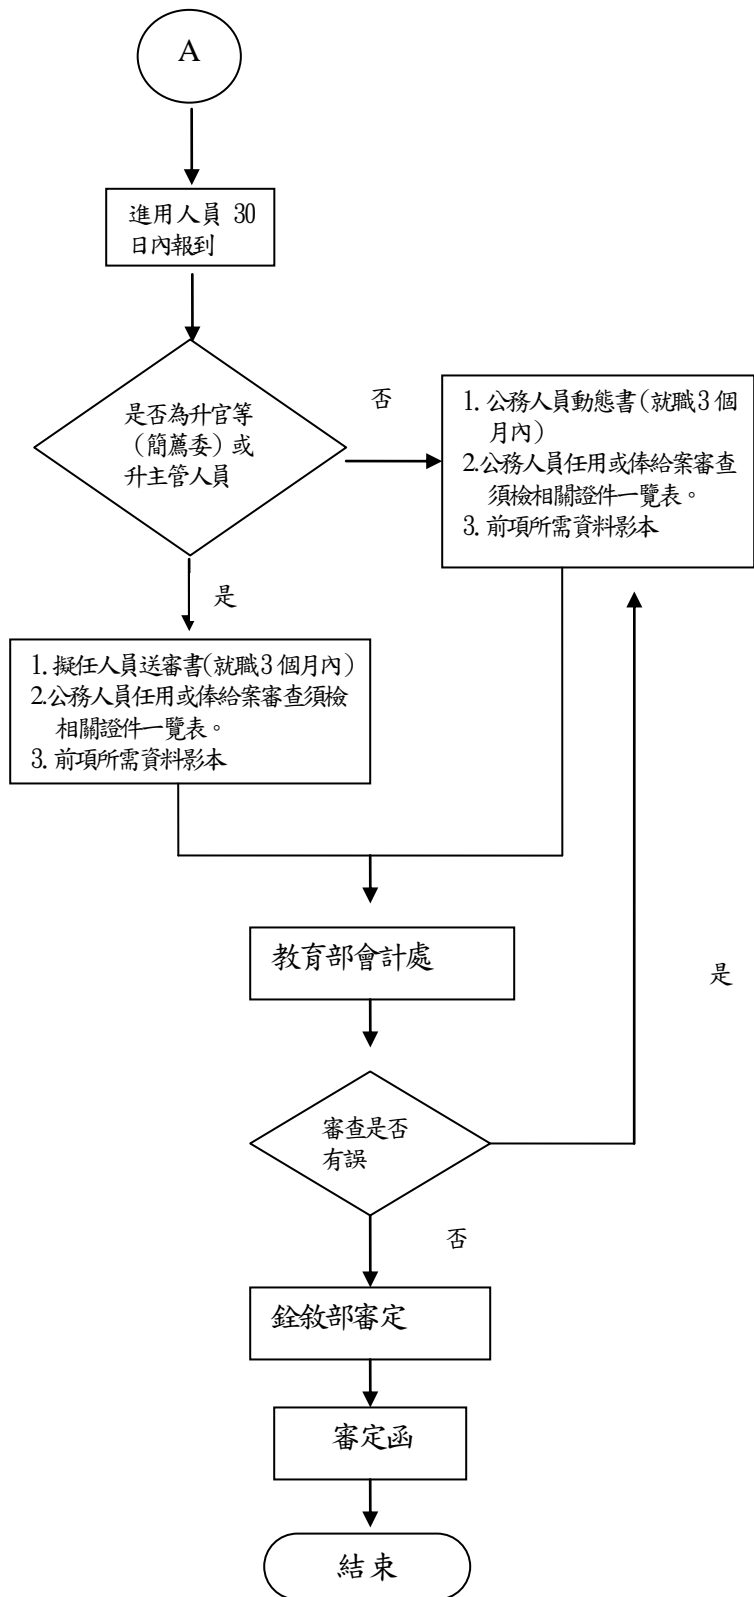 A
進用人員 30
日內報到
是否為升官等
（簡薦委）或
升主管人員
否
1. 公務人員動態書（就職3 個
月內）
2.公務人員任用或俸給案審查
須檢相關證件一覽表。
3. 前項所需資料影本
是
1. 擬任人員送審書(就職3 個月內)
2.公務人員任用或俸給案審查須檢
相關證件一覽表。
3. 前項所需資料影本
教育部會計處
是
審查是否
有誤
否
銓敘部審定
審定函
結束